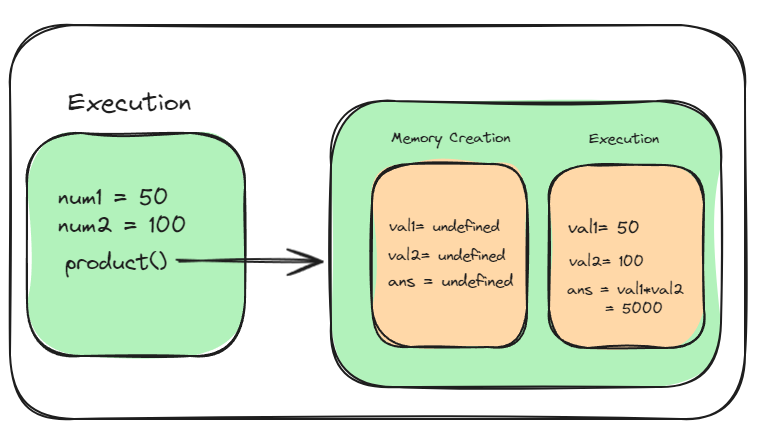 Execution
num1 = 50
num2 = 100
product()
Memory Creation
val1= undefined
val2= undefined
ans = undefined
Execution
val1= 50
val2= 100
ans = val1*val2
= 5000